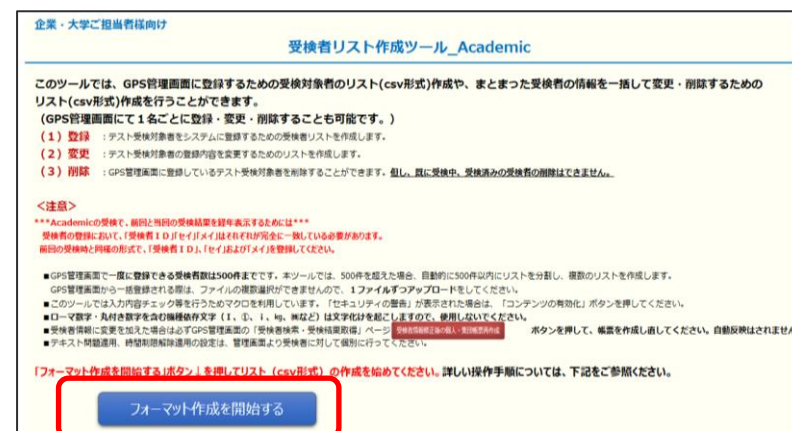 企業・大学ご担当者様向け
受検者リスト作成ツール_Academic
このツールでは、GPS管理画面に登録するための受検対象者のリスト(csv形式)作成や、まとまった受検者の情報を一括して変更・削除するための
リスト(csv形式)作成を行うことができます。
(GPS管理画面にて１名ごとに登録・変更・削除することも可能です。)
(１) 登録 ：テスト受検対象者をシステムに登録するための受検者リストを作成します。
(２) 変更 ：テスト受検対象者の登録内容を変更するためのリストを作成します。
(３) 削除 ：GPS管理画面に登録しているテスト受検対象者を削除することができます。但し、既に受検中、受検済みの受検者の削除はできません。
＜注意＞
***Academicの受検で、前回と当回の受検結果を経年表示するためには***
受検者の登録において、「受検者ＩＤ」「セイ」「メイ」はそれぞれが完全に一致している必要があります。
前回の受検時と同様の形式で、「受検者ＩＤ」、「セイ」および「メイ」を登録してください。
■GPS管理画面で一度に登録できる受検者数は500件までです。本ツールでは、500件を超えた場合、自動的に500件以内にリストを分割し、複数のリストを作成します。
GPS管理画面から一括登録される際は、ファイルの複数選択ができませんので、１ファイルずつアップロードをしてください。
■このツールでは入力内容チェック等を行うためマクロを利用しています。「セキュリティの警告」が表示された場合は、「コンテンツの有効化」ボタンを押してください。
■ローマ数字・丸付き数字を含む機種依存文字（Ⅰ、①、ⅰ、㎏、㈱など）は文字化けを起こしますので、使用しないでください。
■受検者情報に変更を加えた場合は必ずGPS管理画面の「受検者検索・受検結果取得」ページ 受検者情報修正後の個人・集団帳票再作成 ボタンを押して、帳票を作成し直してください。自動反映はされませ
■テキスト問題適用、時間制限解除適用の設定は、管理画面より受検者に対して個別に行ってください。
「フォーマット作成を開始する」ボタン↓を押してリスト（csv形式）の作成を始めてください。詳しい操作手順については、下記をご参照ください。
フォーマット作成を開始する